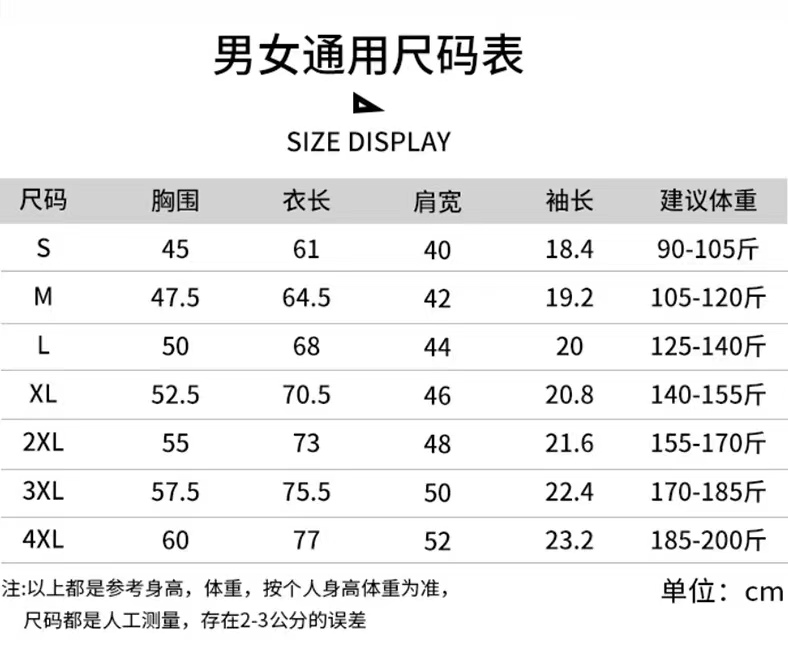 男女通用尺码表
SIZE DISPLAY
尺码 胸围 衣长 肩宽 袖长 建议体重
S 45 61 40 18.4 90-105斤
M 47.5 64.5 42 19.2 105-120斤
L 50 68 44 20 125-140斤
XL 52.5 70.5 46 20.8 140-155斤
2XL 55 73 48 21.6 155-170斤
3XL 57.5 75.5 50 22.4 170-185斤
4XL 60 77 52 23.2 185-200斤
注:以上都是参考身高，体重，按个人身高体重为准，
尺码都是人工测量，存在2-3公分的误差
单位：cm